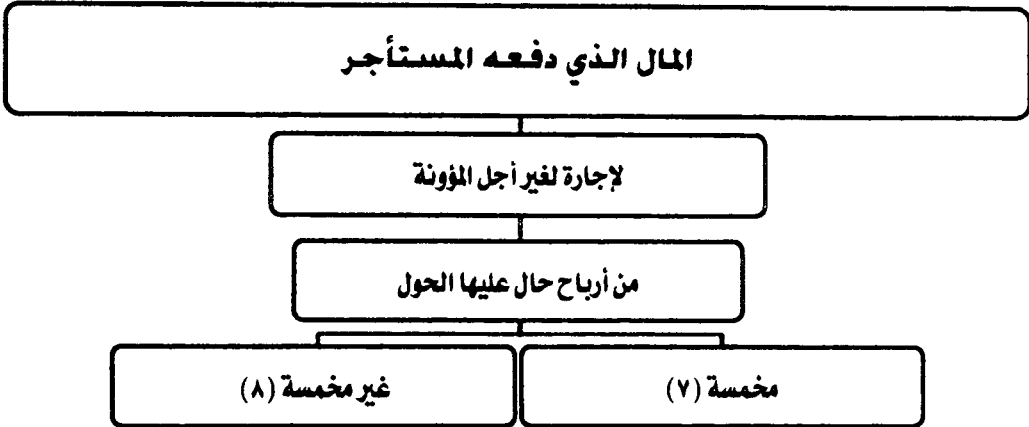 المال الذي دفعه المستأجر
لإجارة لغير أجل المؤونة
من أرباح حال عليها الحول
مخمسة (٧)
غير مخمسة (٨)